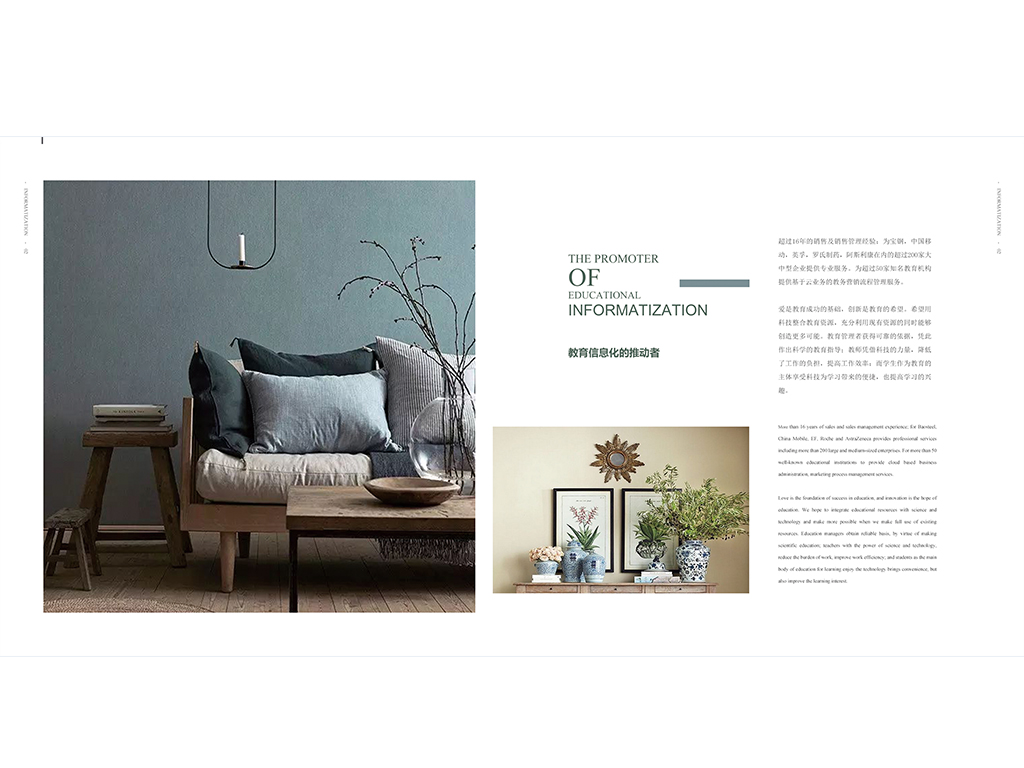 INFORMATIZATION
THE PROMOTER
OF
EDUCATIONAL
INFORMATIZATION
教育信息化的推动者
超过16年的销售及销售管理经验;为宝钢,中国移
动,英孚,罗氏制药,阿斯利康在内的超过200家大
中型企业提供专业服务。为超过50家知名教育机构
提供基于云业务的教务营销流程管理服务。
爱是教育成功的基础,创新是教育的希望。希望用
科技整合教育资源,充分利用现有资源的同时能够
创造更多可能。教育管理者获得可靠的依据,凭此
作出科学的教育指导;教师凭借科技的力量,降低
了工作的负担,提高工作效率;而学生作为教育的
主体享受科技为学习带来的便捷,也提高学习的兴
趣。
More than 16 years of sales and sales management experience; for Baosteel,
China Mobile, EF, Roche and AstraZeneca provides professional services
including more than 200 large and medium-sized enterprises. For more than 50
well-known educational institutions to provide cloud based business
administration, marketing process management services.
Love is the foundation of success in education, and innovation is the hope of
education. We hope to integrate educational resources with science and
technology and make more possible when we make full use of existing
resources. Education managers obtain reliable basis, by virtue of making
scientific education; teachers with the power of science and technology,
reduce the burden of work, improve work efficiency; and students as the main
body of education for learning enjoy the technology brings convenience, but
also improve the learning interest.
INFORMATIZATION